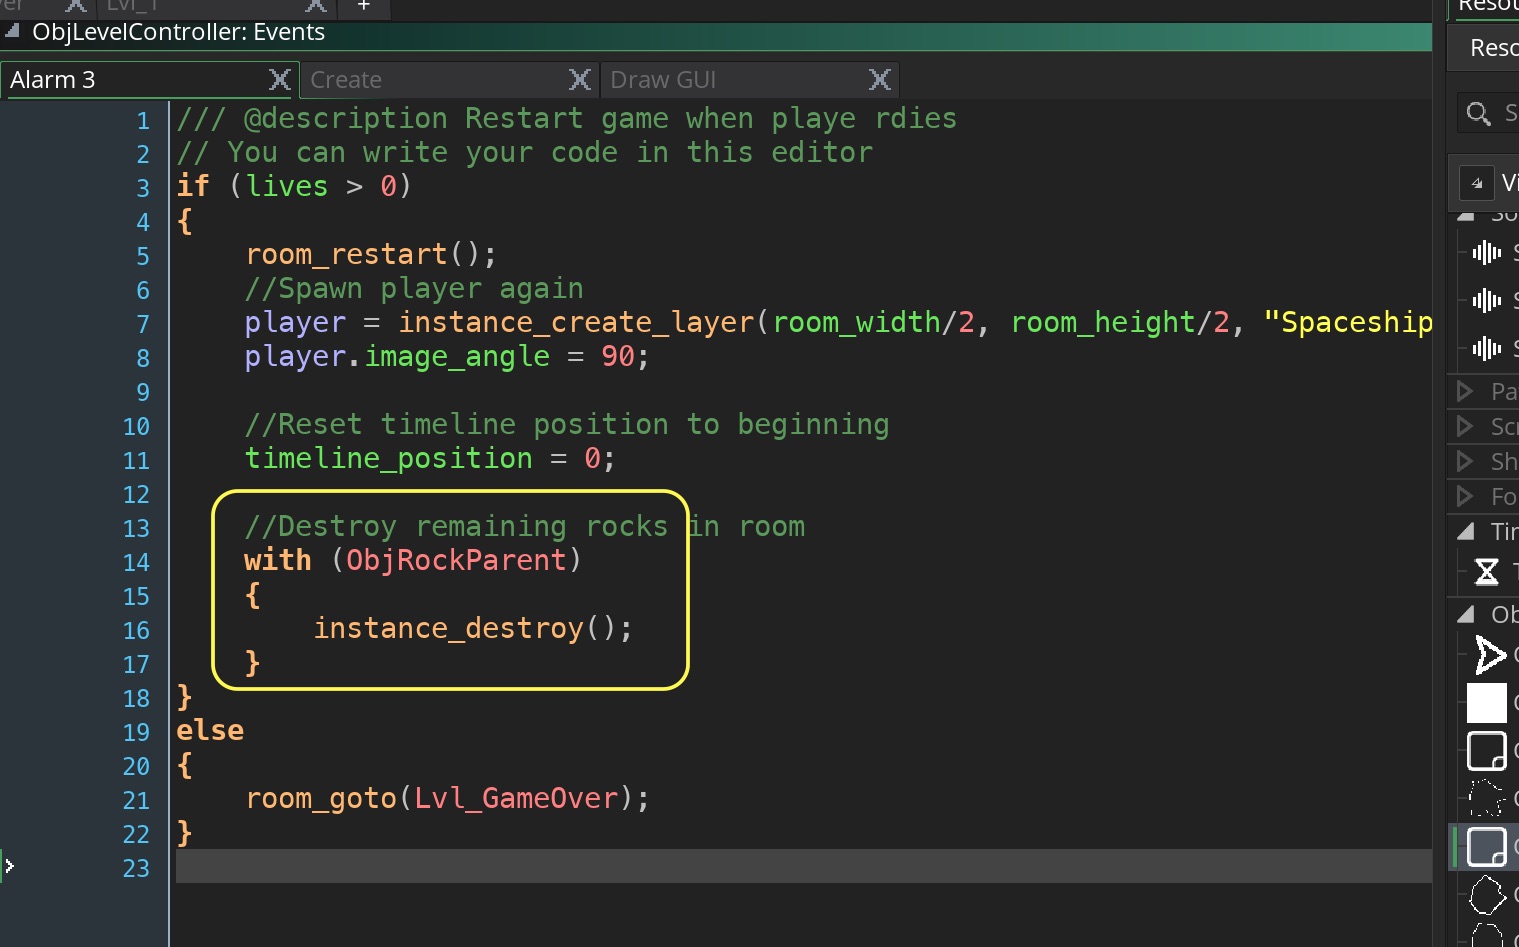 Lvl_1
+
ObjLevelController: Events
Alarm 3
Create
Draw GUI
1 /// @description Restart game when playe rdies
2 // You can write your code in this editor
3 if (lives > 0)
4 {
5 room_restart();
6 //Spawn player again
7 player = instance_create_layer(room_width/2, room_height/2, "Spaceship
8 player.image_angle = 90;
9
10 //Reset timeline position to beginning
11 timeline_position = 0;
12
13 //Destroy remaining rocks in room
14 with (ObjRockParent)
15 {
16 instance_destroy();
17 }
18 }
19 else
20 {
21 room_goto(Lvl_GameOver);
22 }
23
Resou
Resc
S
Vi
So
S
S
S
Pa
Scr
Sh
Fo
Tir
T
Ob